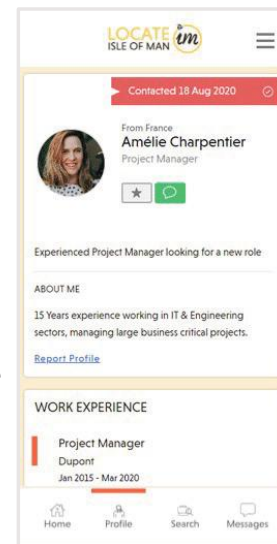 LOCATE
ISLE OF MAN
im
Contacted 18 Aug 2020
From France
Amélie Charpentier
Project Manager
Experienced Project Manager looking for a new role
ABOUT ME
15 Years experience working in IT & Engineering
sectors, managing large business critical projects.
Report Profile
WORK EXPERIENCE
Project Manager
Dupont
Jan 2015 - Mar 2020
Home Profile Search Messages